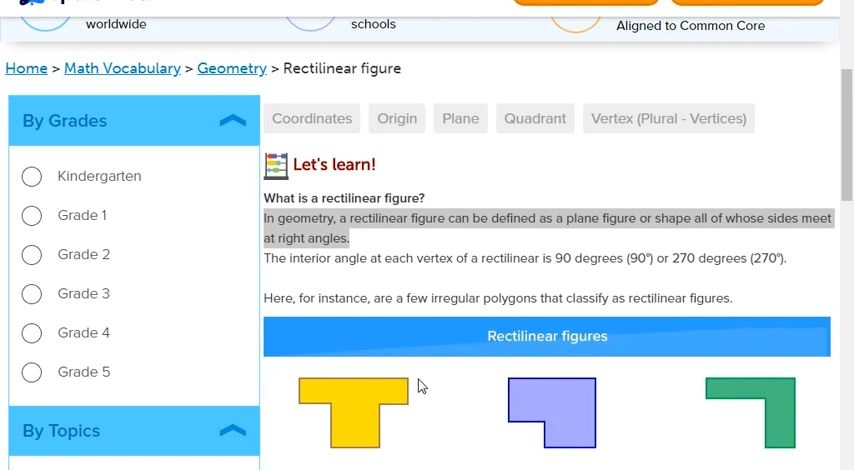 worldwide
schools
Aligned to Common Core
Home > Math Vocabulary > Geometry > Rectilinear figure
By Grades
Kindergarten
Grade 1
Grade 2
Grade 3
Grade 4
Grade 5
By Topics
Coordinates
Origin
Plane
Quadrant
Vertex (Plural - Vertices)
Let's learn!
What is a rectilinear figure?
In geometry, a rectilinear figure can be defined as a plane figure or shape all of whose sides meet
at right angles.
The interior angle at each vertex of a rectilinear is 90 degrees (90°) or 270 degrees (270°).
Here, for instance, are a few irregular polygons that classify as rectilinear figures.
Rectilinear figures